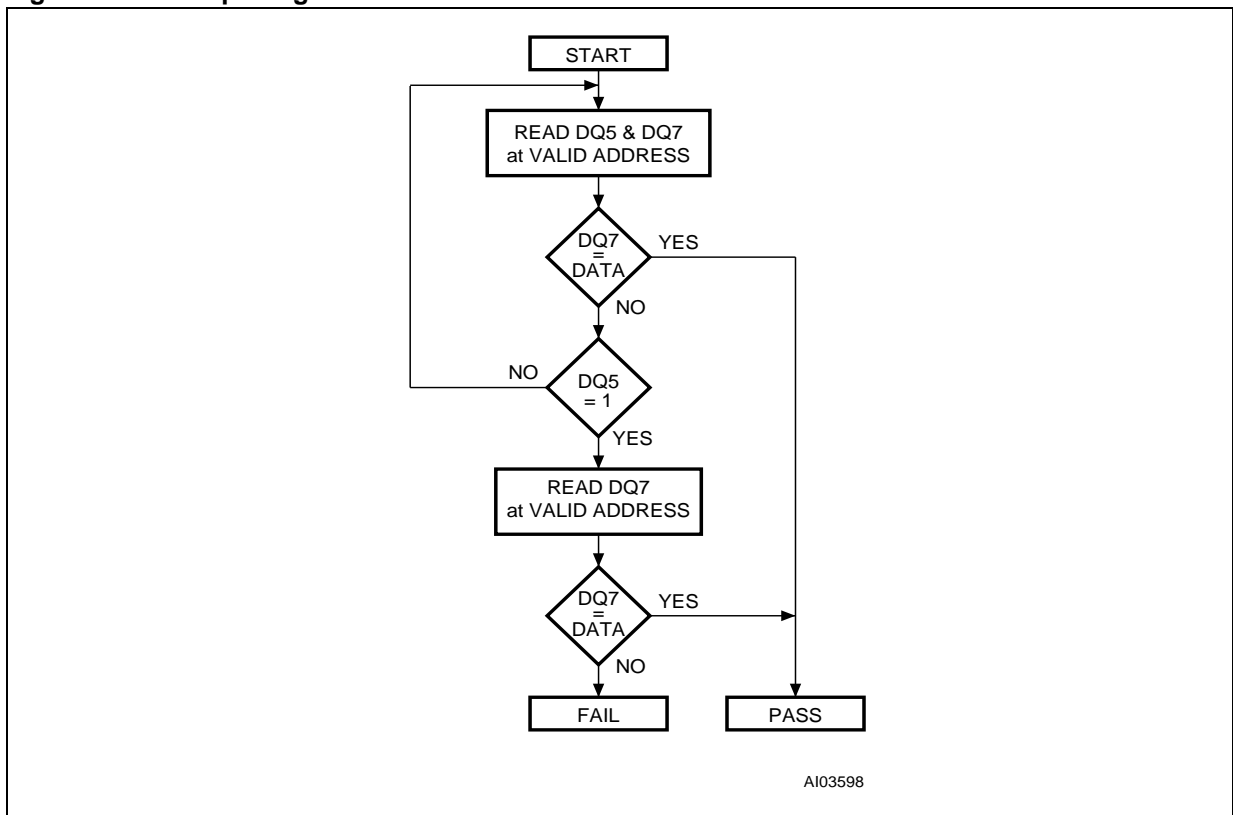 START
READ DQ5 & DQ7
at VALID ADDRESS
DQ7
=
DATA
YES
NO
NO
DQ5
= 1
YES
READ DQ7
at VALID ADDRESS
DQ7
=
DATA
YES
NO
FAIL
PASS
AI03598